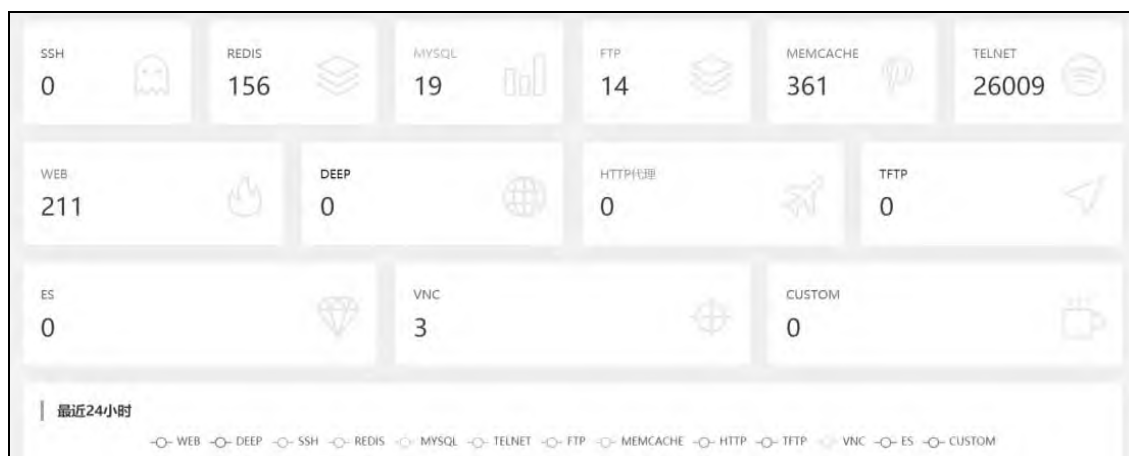 SSH REDIS MYSQL FTP MEMCACHE TELNET
0 156 19 14 361 26009
WEB DEEP HTTP代理 TFTP
211 0 0 0
ES VNC CUSTOM
0 3 0
最近24小时
WEB DEEP SSH REDIS MYSQL TELNET FTP MEMCACHE HTTP TFTP VNC ES CUSTOM